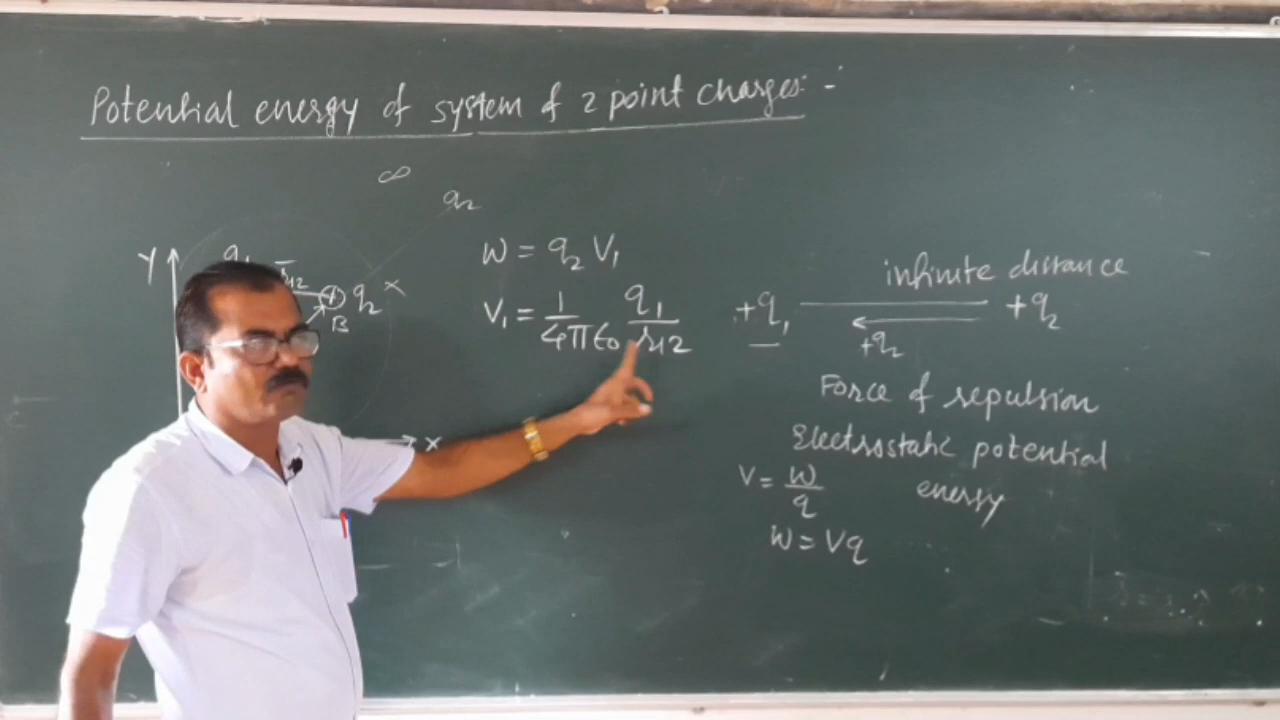 Potential energy of system of 2 point charges: -
∞
q₂
Y
q₁
r₁₂
q₂ x
B
x
W = q₂ V₁
V₁ = 1/4πϵ₀ q₁/r₁₂
infinite distance
+q₁ +q₂
+q₂
Force of repulsion
Electrostatic potential
energy
V = W/q
W = Vq